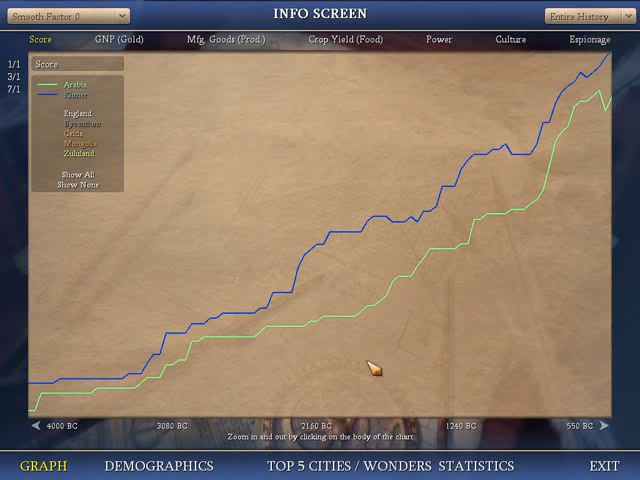 Smooth Factor 0
INFO SCREEN
Entire History
Score GNP (Gold) Mfg. Goods (Prod.) Crop Yield (Food) Power Culture Espionage
1/1
3/1
7/1
Score
Arabia
Khmer
England
Byzantium
Celtia
Mongolia
Zululand
Show All
Show None
4000 BC 3080 BC 2160 BC 1240 BC 550 BC
Zoom in and out by clicking on the body of the chart
GRAPH DEMOGRAPHICS TOP 5 CITIES / WONDERS STATISTICS EXIT